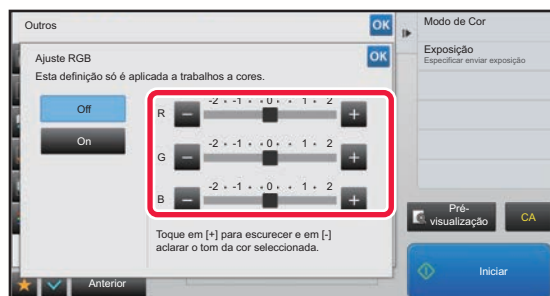 Outros
OK
Modo de Cor
Ajuste RGB
OK
Exposição
Especificar enviar exposição
Esta definição só é aplicada a trabalhos a cores.
Off
On
-2 -1 0 1 2
R - +
-2 -1 0 1 2
G - +
-2 -1 0 1 2
B - +
Toque em [+] para escurecer e em [-]
aclarar o tom da cor seleccionada.
Pré-
visualização
CA
Anterior
Iniciar